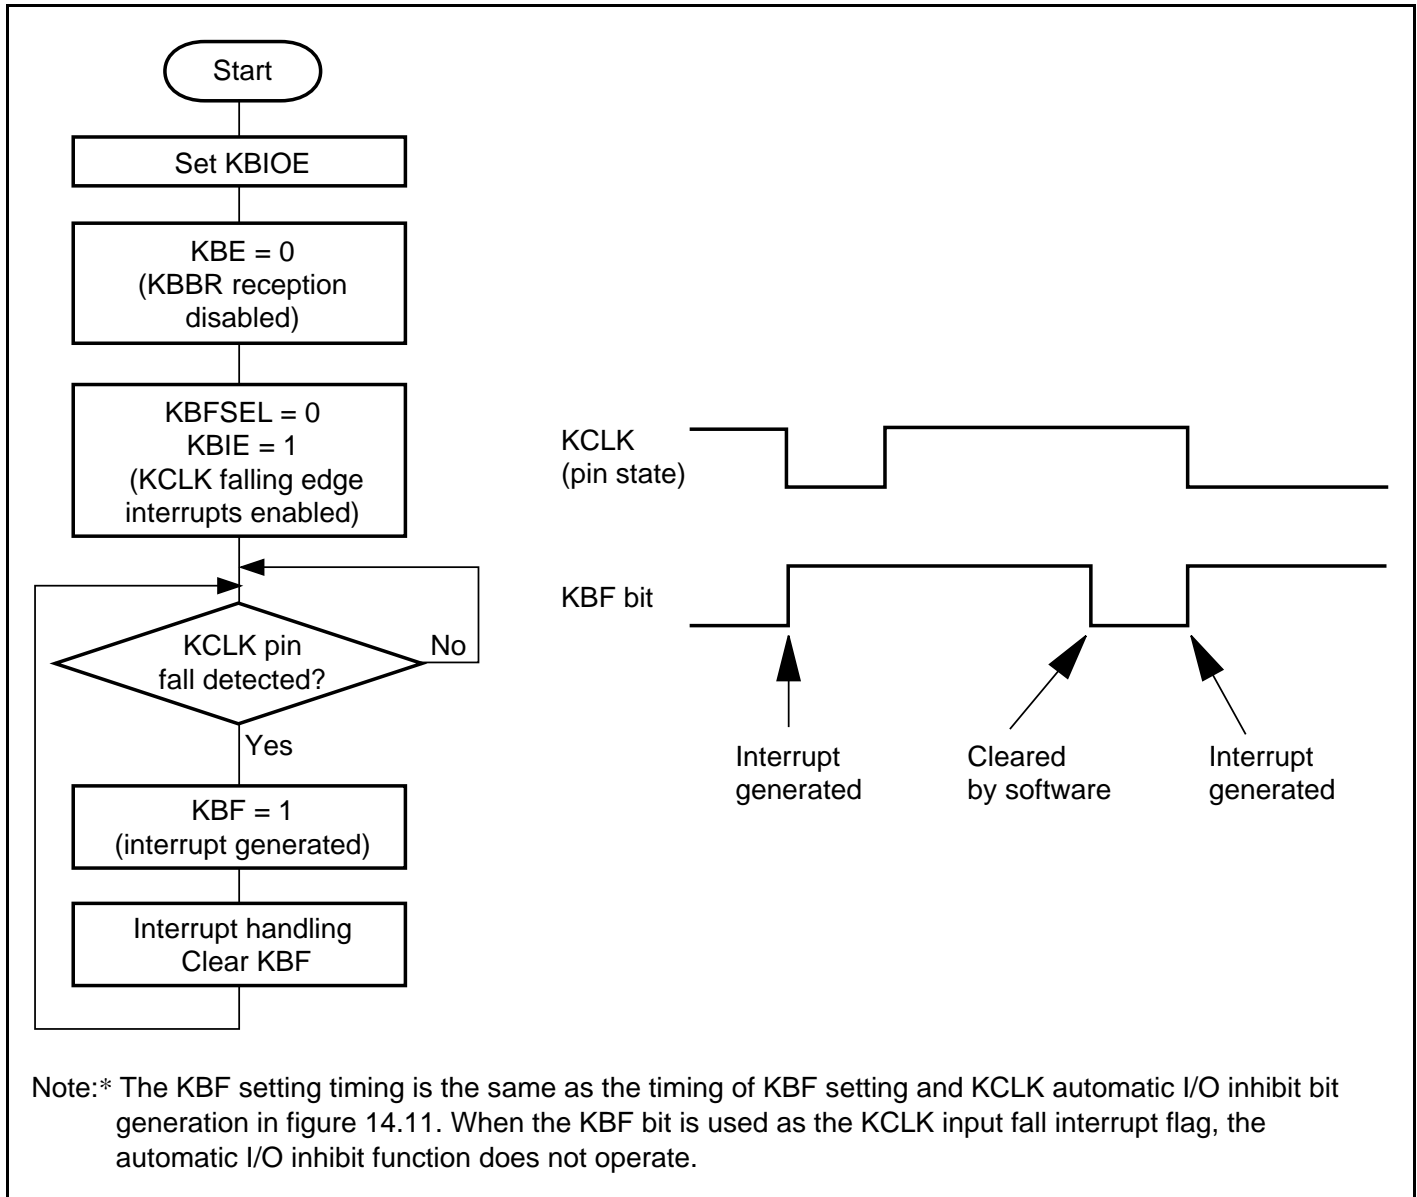 Start
Set KBIOE
KBE = 0
(KBBR reception
disabled)
KBFSEL = 0
KBIE = 1
(KCLK falling edge
interrupts enabled)
KCLK pin
fall detected?
No
Yes
KBF = 1
(interrupt generated)
Interrupt handling
Clear KBF
KCLK
(pin state)
KBF bit
Interrupt
generated
Cleared
by software
Interrupt
generated
Note:* The KBF setting timing is the same as the timing of KBF setting and KCLK automatic I/O inhibit bit
generation in figure 14.11. When the KBF bit is used as the KCLK input fall interrupt flag, the
automatic I/O inhibit function does not operate.